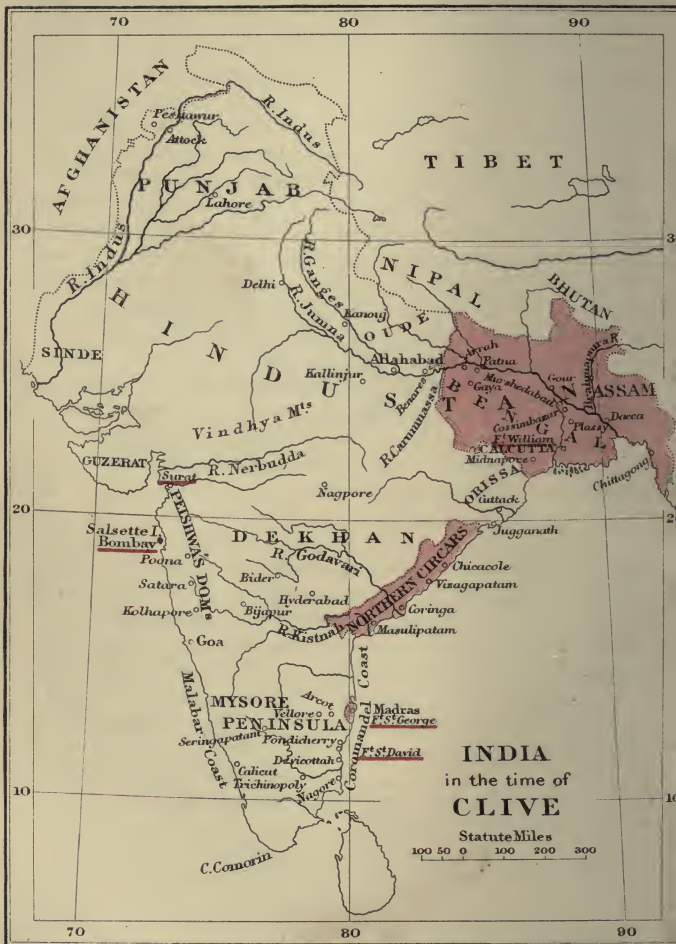 70 80 90
AFGHANISTAN
Peshawur
Attock
R. Indus
TIBET
PUNJAB
Lahore
30
R. Indus
HINDUSTAN
Delhi
R. Ganges
R. Jumna
NIPAL
BHUTAN
Kanouj
OUDE
SINDE
Allahabad
Arrah
Patna
Gour
Brahmaputra R.
ASSAM
Kallinjur
Benares
Gaya
Murshedabad
BENGAL
Cossimbazar
Plassy
Dacca
Vindhya Mts
R. Carumnassa
Ft. William
CALCUTTA
Midnapore
Chittagong
GUZERAT
R. Nerbudda
Surat
Nagpore
ORISSA
Cuttack
20
PEISHWA'S DOMs
DEKHAN
Jugganath
Salsette I.
Bombay
R. Godavari
NORTHERN CIRCARS
Chicacole
Poona
Bider
Vizagapatam
Satara
Hyderabad
Kolhapore
Bijapur
Coringa
R. Kistnah
Masulipatam
Goa
Malabar Coast
Coromandel Coast
MYSORE
Arcot
Vellore
Madras
Ft. St. George
PENINSULA
Seringapatam
Pondicherry
Devicottah
Ft. St. David
Calicut
Trichinopoly
Nagore
10
INDIA
in the time of
CLIVE
Statute Miles
100 50 0 100 200 300
C. Comorin
70 80 90